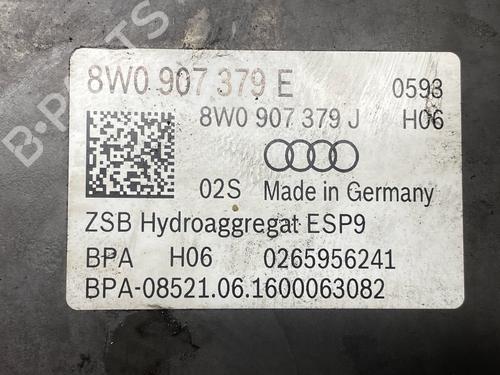 8W0 907 379 E 0593
8W0 907 379 J H06
02S Made in Germany
ZSB Hydroaggregat ESP9
BPA H06 0265956241
BPA-08521.06.1600063082